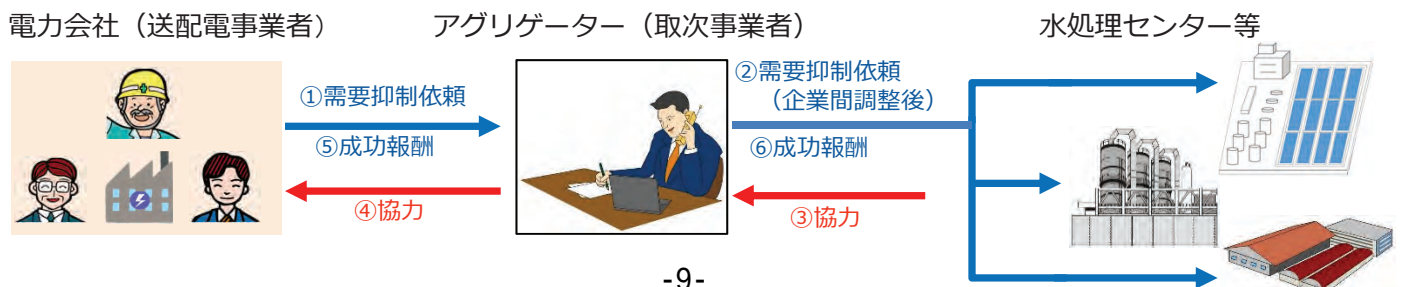 電力会社（送配電事業者）
アグリゲーター（取次事業者）
水処理センター等
①需要抑制依頼
⑤成功報酬
④協力
②需要抑制依頼
（企業間調整後）
⑥成功報酬
③協力
-9-